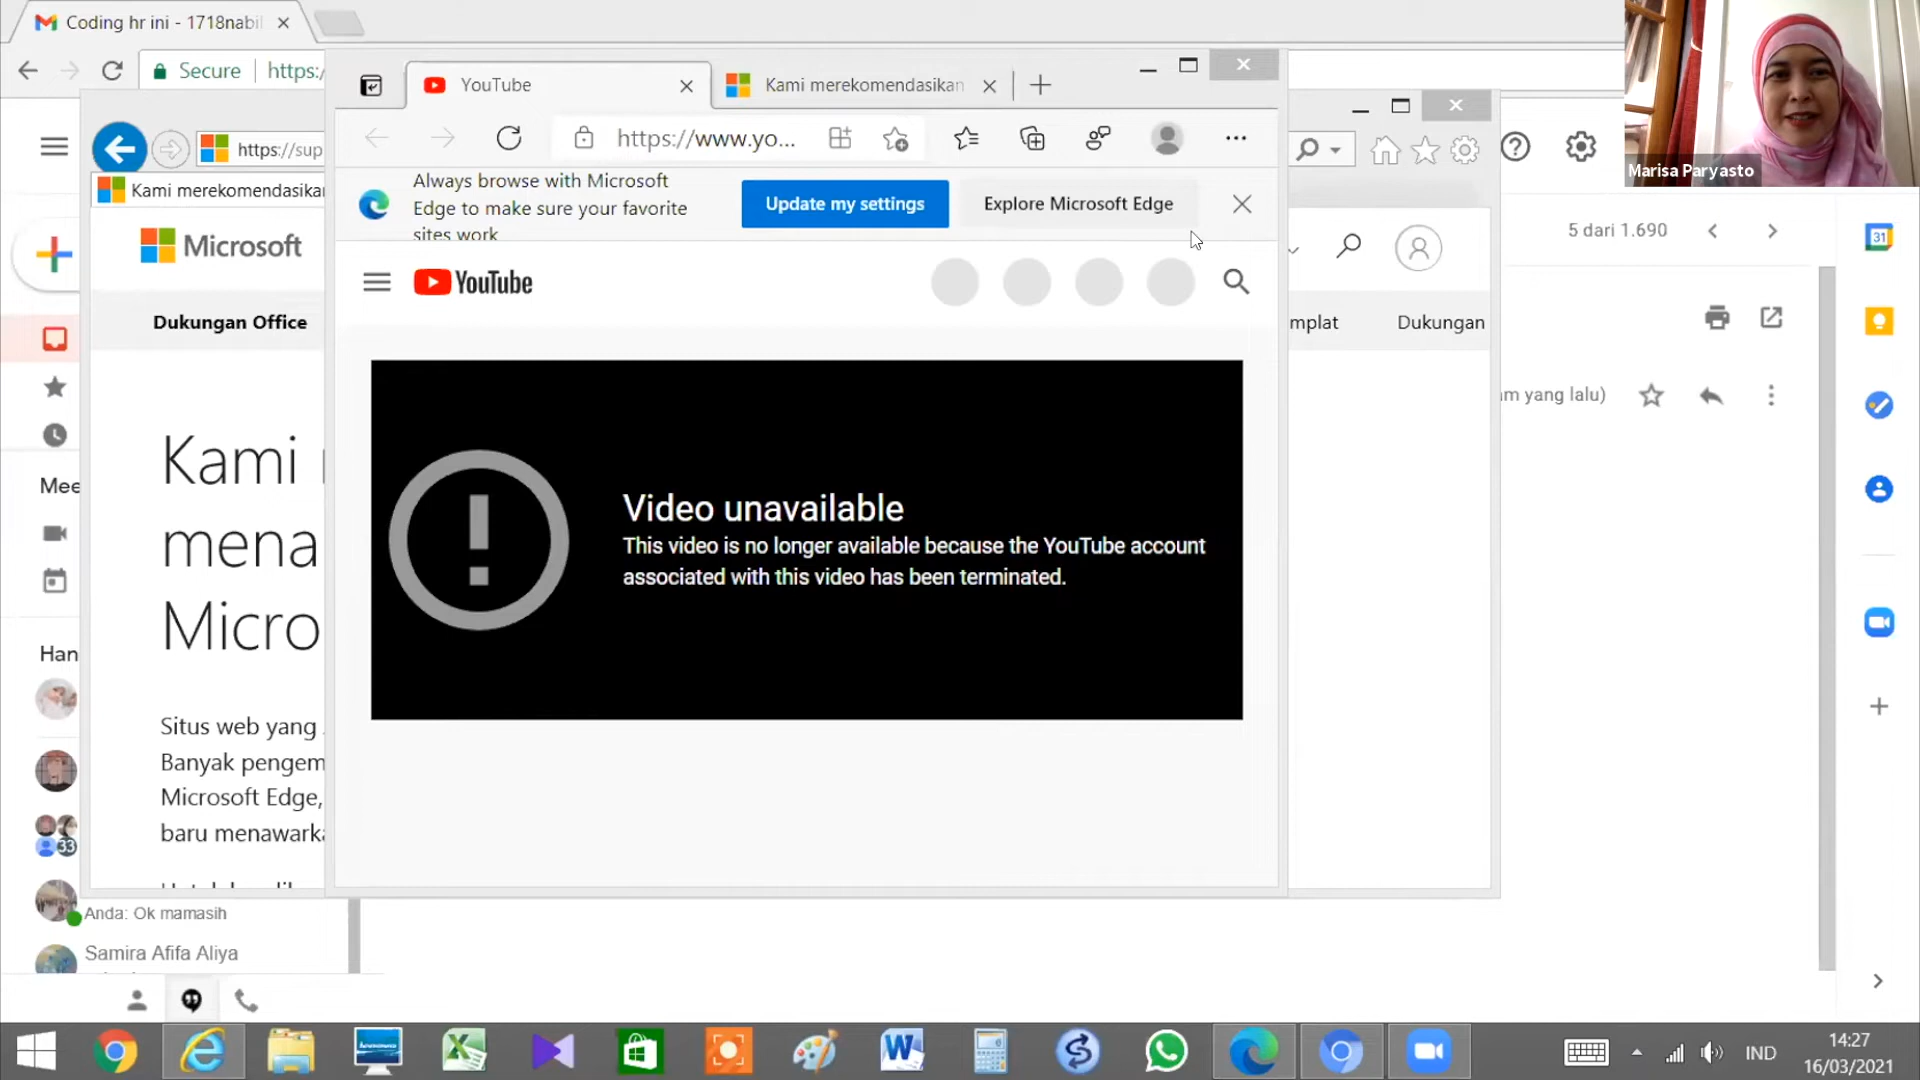 Coding hr ini - 1718nabil
Secure
https:/
YouTube
Kami merekomendasikan
https://www.yo...
https://sup
Kami merekomendasikan
Always browse with Microsoft
Edge to make sure your favorite
sites work
Update my settings
Explore Microsoft Edge
Marisa Paryasto
Microsoft
YouTube
5 dari 1.690
31
Dukungan Office
mplat
Dukungan
am yang lalu)
Kami
mena
Micro
Video unavailable
This video is no longer available because the YouTube account
associated with this video has been terminated.
Mee
Han
Situs web yang
Banyak pengem
Microsoft Edge,
baru menawarka
33
Anda: Ok mamasih
Samira Afifa Aliya
IND
14:27
16/03/2021